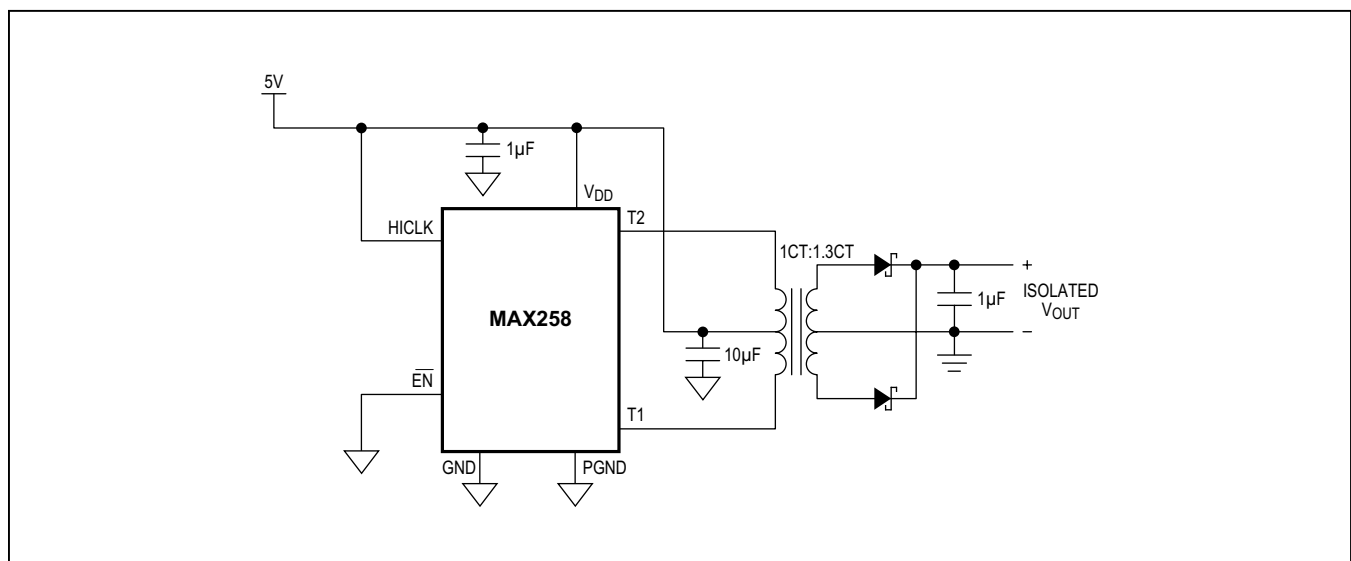 5V
1µF
VDD
HICLK
T2
1CT:1.3CT
+
ISOLATED
VOUT
−
1µF
MAX258
10µF
EN
T1
GND
PGND